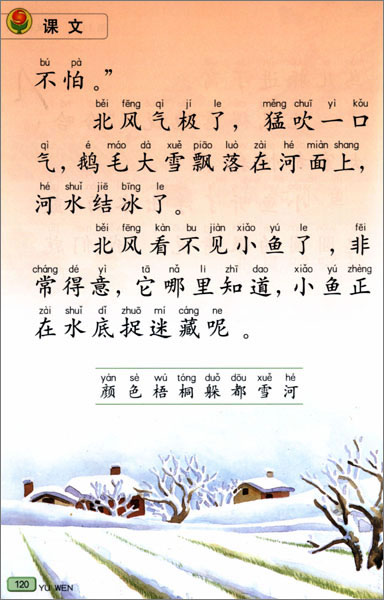 课文
bú pà
不怕。”
běi fēng qì jí le měng chuī yì kǒu
北风气极了，猛吹一口
qì é máo dà xuě piāo luò zài hé miàn shang
气，鹅毛大雪飘落在河面上，
hé shuǐ jiē bīng le
河水结冰了。
běi fēng kàn bu jiàn xiǎo yú le fēi
北风看不见小鱼了，非
cháng dé yì tā nǎ li zhī dao xiǎo yú zhèng
常得意，它哪里知道，小鱼正
zài shuǐ dǐ zhuō mí cáng ne
在水底捉迷藏呢。
yán sè wú tóng duǒ dōu xuě hé
颜色梧桐躲都雪河
120 YU WEN